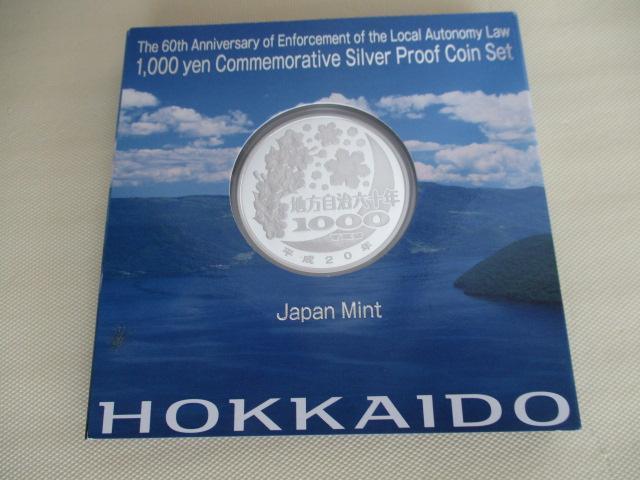 The 60th Anniversary of Enforcement of the Local Autonomy Law
1,000 yen Commemorative Silver Proof Coin Set
地方自治六十年
1000
平成20年
Japan Mint
HOKKAIDO